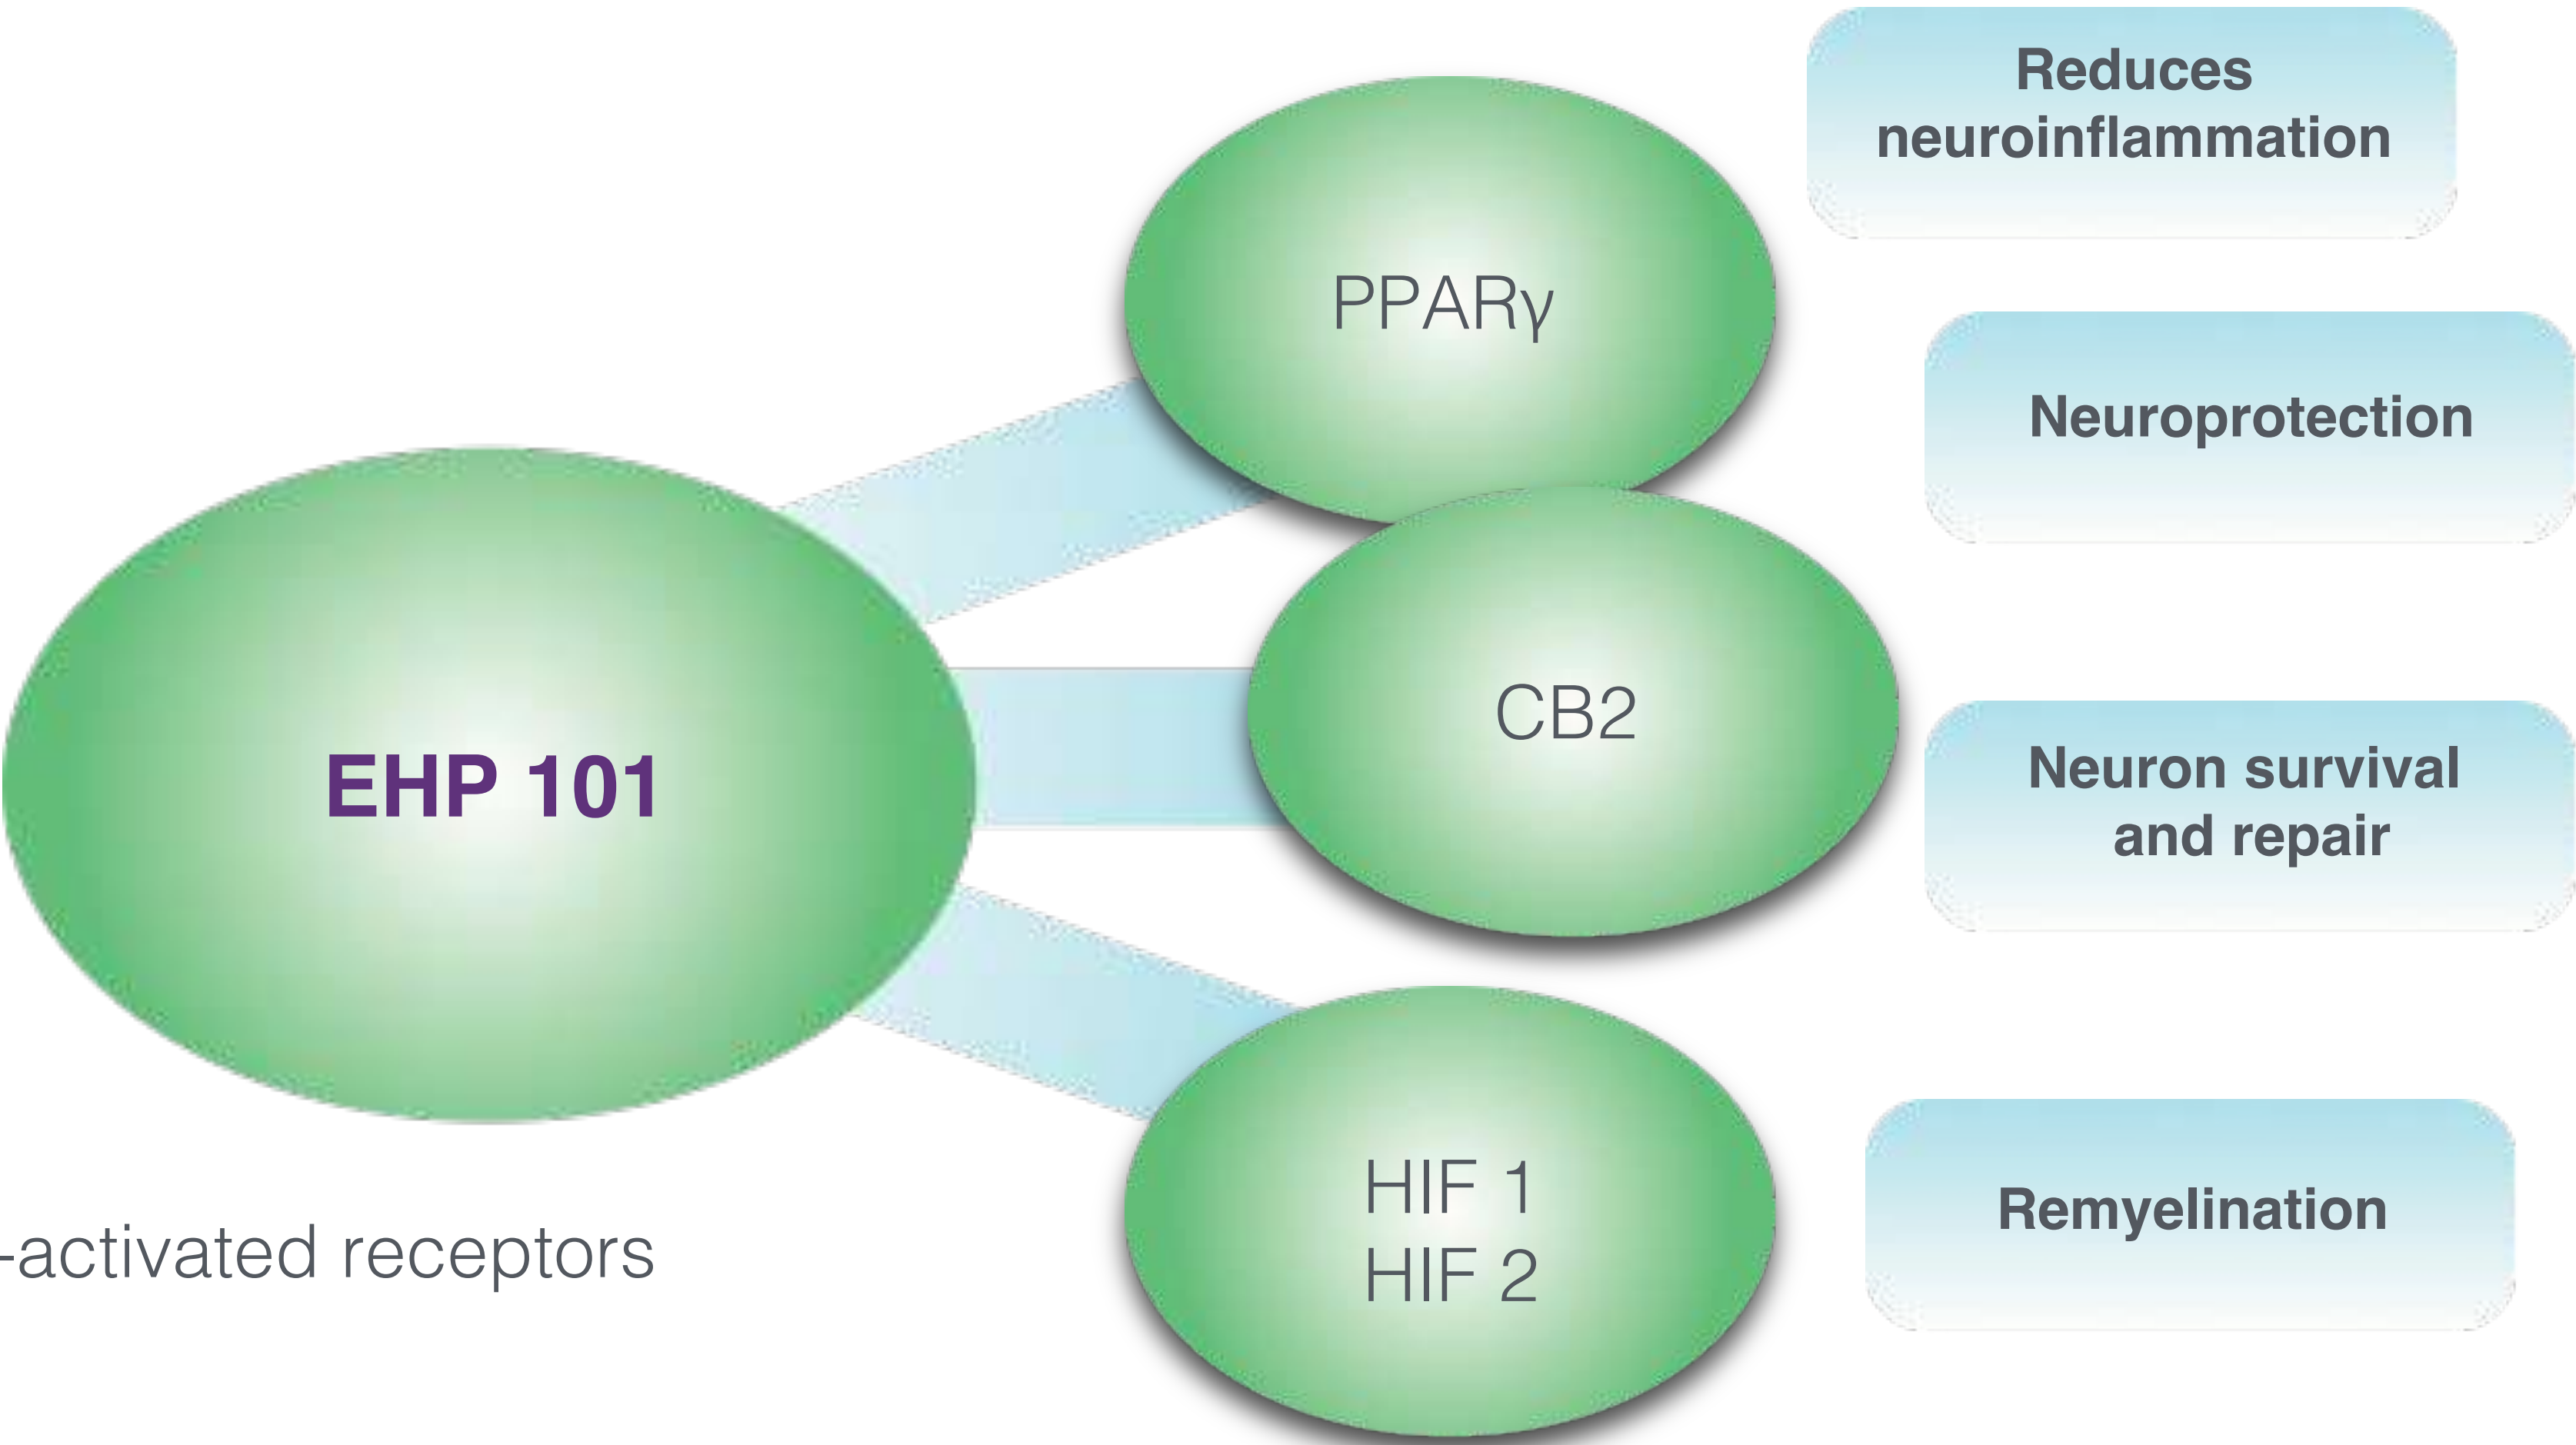 EHP 101
-activated receptors
PPARγ
CB2
HIF 1
HIF 2
Reduces
neuroinflammation
Neuroprotection
Neuron survival
and repair
Remyelination